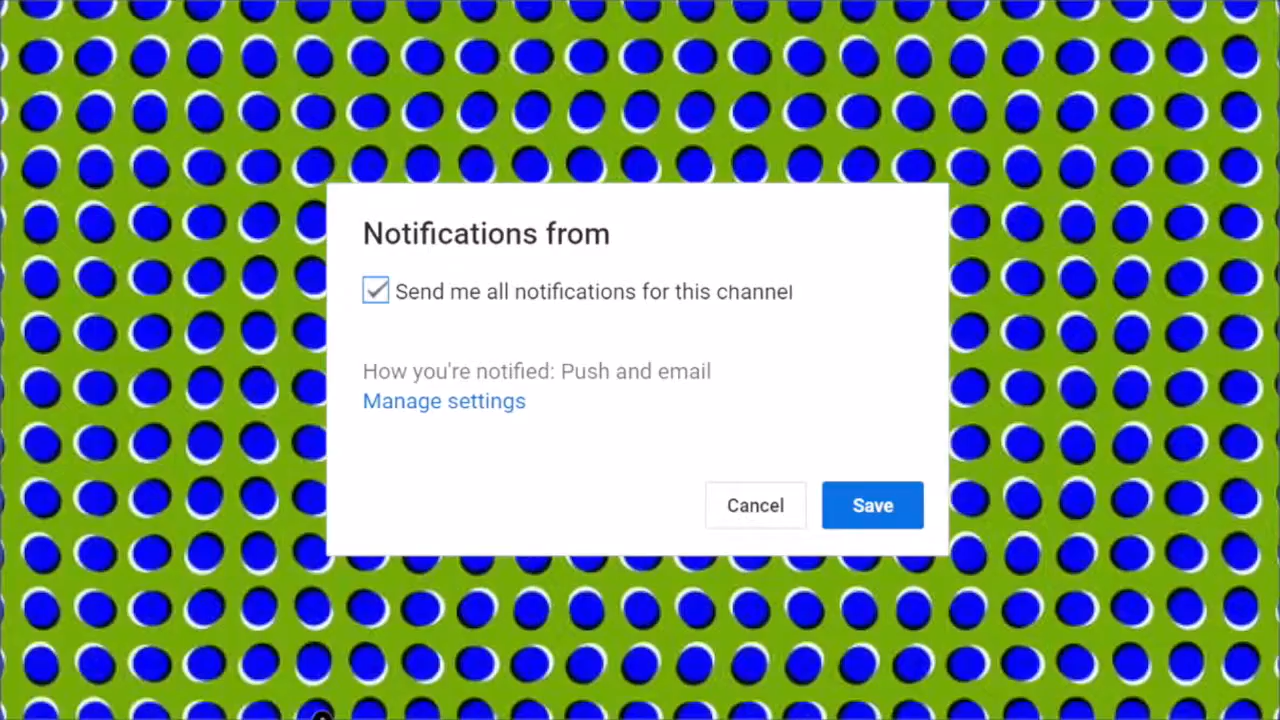 Notifications from
Send me all notifications for this channel
How you're notified: Push and email
Manage settings
Cancel Save